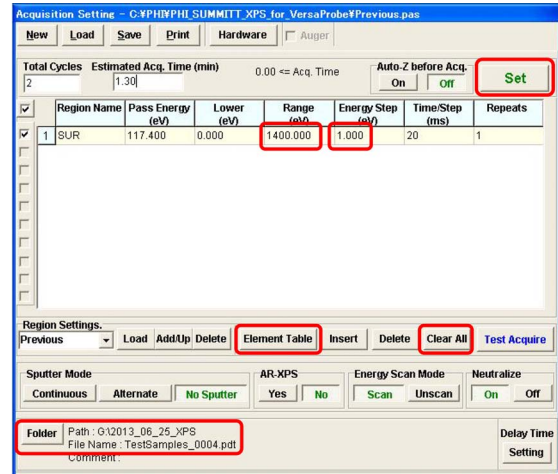 Acquisition Setting - G:¥PHI¥PHI_SUMMITT_XPS_for_VersaProbe¥Previous.pas
New Load Save Print Hardware Auger
Total Cycles Estimated Acq. Time (min) 0.00 <= Acq. Time Auto-Z before Acq.
2 1.30 On Off Set
Region Name Pass Energy (eV) Lower (eV) Range (eV) Energy Step (eV) Time/Step (ms) Repeats
1 SUR 117.400 0.000 1400.000 1.000 20 1
Region Settings.
Previous Load Add/Up Delete Element Table Insert Delete Clear All Test Acquire
Sputter Mode AR-XPS Energy Scan Mode Neutralize
Continuous Alternate No Sputter Yes No Scan Unscan On Off
Folder Path : G:\2013_06_25_XPS
File Name : TestSamples_0004.pdt
Comment :
Delay Time
Setting